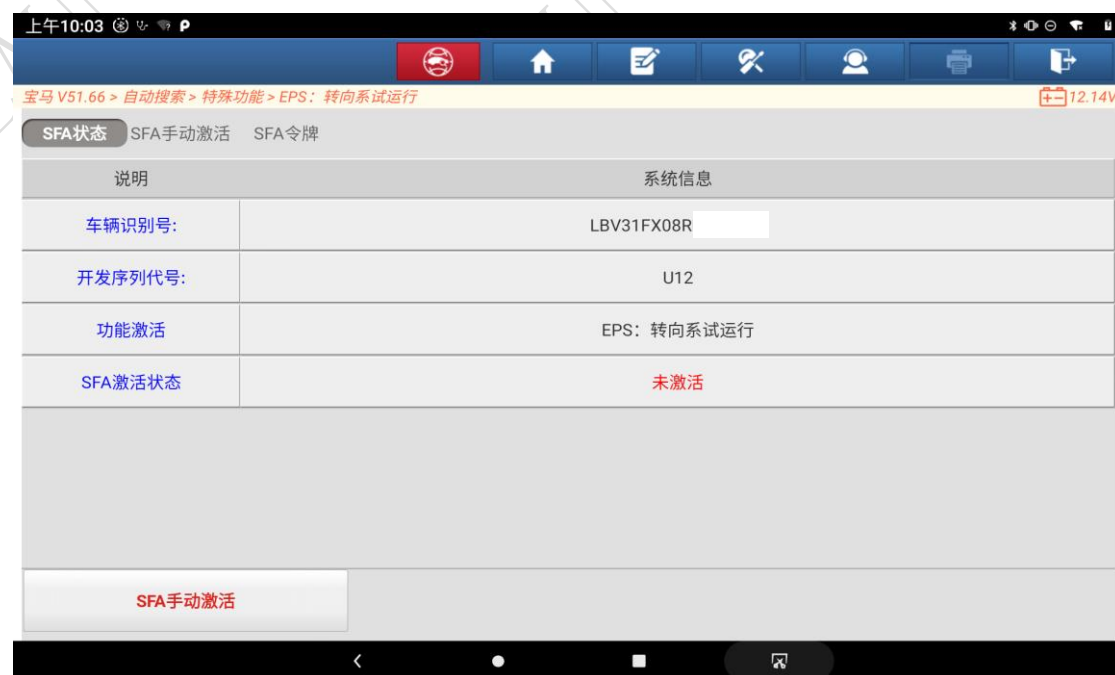 上午10:03
宝马 V51.66 > 自动搜索 > 特殊功能 > EPS：转向系试运行 12.14V
SFA状态 SFA手动激活 SFA令牌
说明 系统信息
车辆识别号: LBV31FX08R
开发序列代号: U12
功能激活 EPS：转向系试运行
SFA激活状态 未激活
SFA手动激活